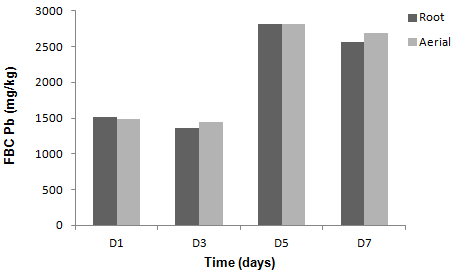 3000
2500
2000
1500
1000
500
0
FBC Pb (mg/kg)
D1 D3 D5 D7
Time (days)
Root
Aerial